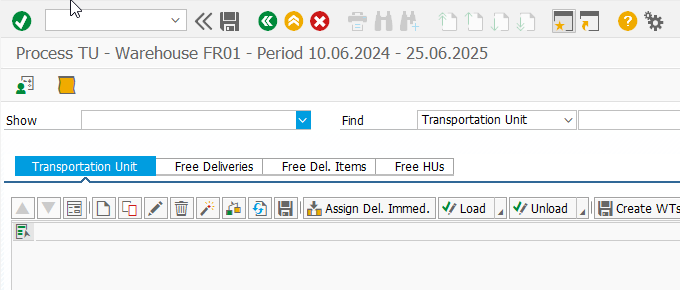 Process TU - Warehouse FR01 - Period 10.06.2024 - 25.06.2025
Show Find Transportation Unit
Transportation Unit Free Deliveries Free Del. Items Free HUs
Assign Del. Immed. Load Unload Create WTs